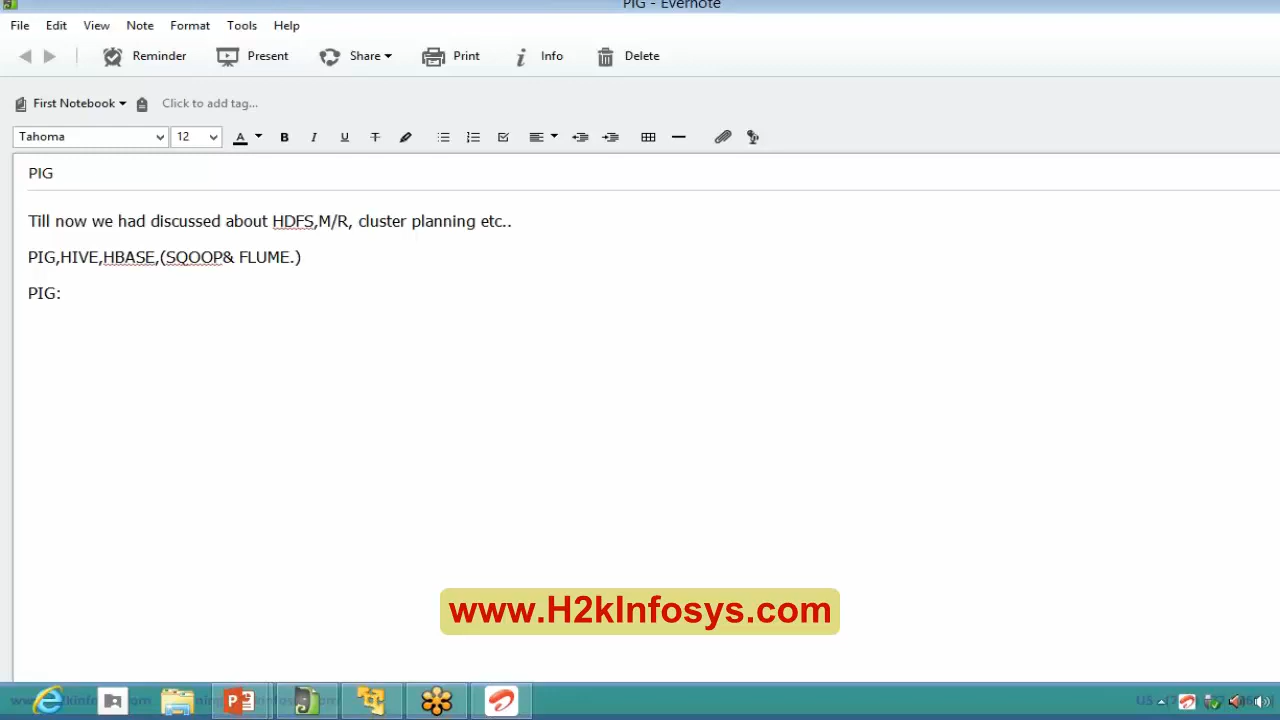 PIG - Evernote
File Edit View Note Format Tools Help
Reminder Present Share Print Info Delete
First Notebook Click to add tag...
Tahoma 12 A B I U T
PIG
Till now we had discussed about HDFS,M/R, cluster planning etc..
PIG,HIVE,HBASE,(SQOOP& FLUME.)
PIG:
www.H2kInfosys.com
US